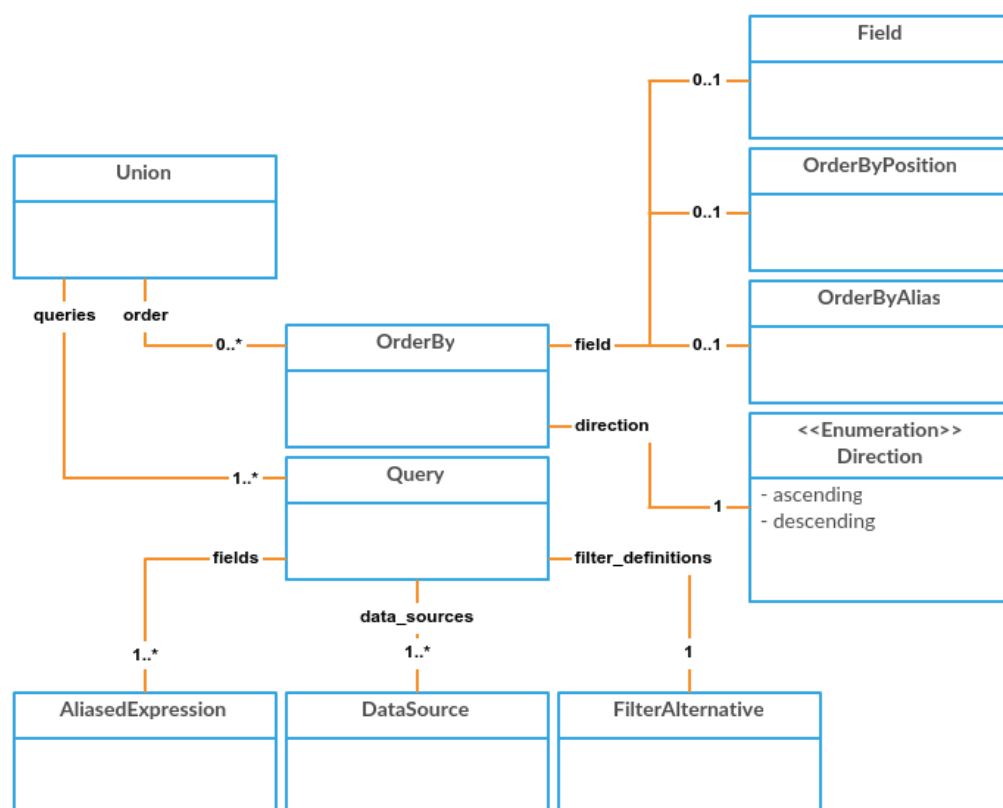 Field
0..1
Union
OrderByPosition
0..1
OrderByAlias
queries
order
0..*
OrderBy
field
0..1
direction
<<Enumeration>>
Direction
- ascending
- descending
1
Query
1..*
fields
filter_definitions
data_sources
1..*
1..*
1
AliasedExpression
DataSource
FilterAlternative